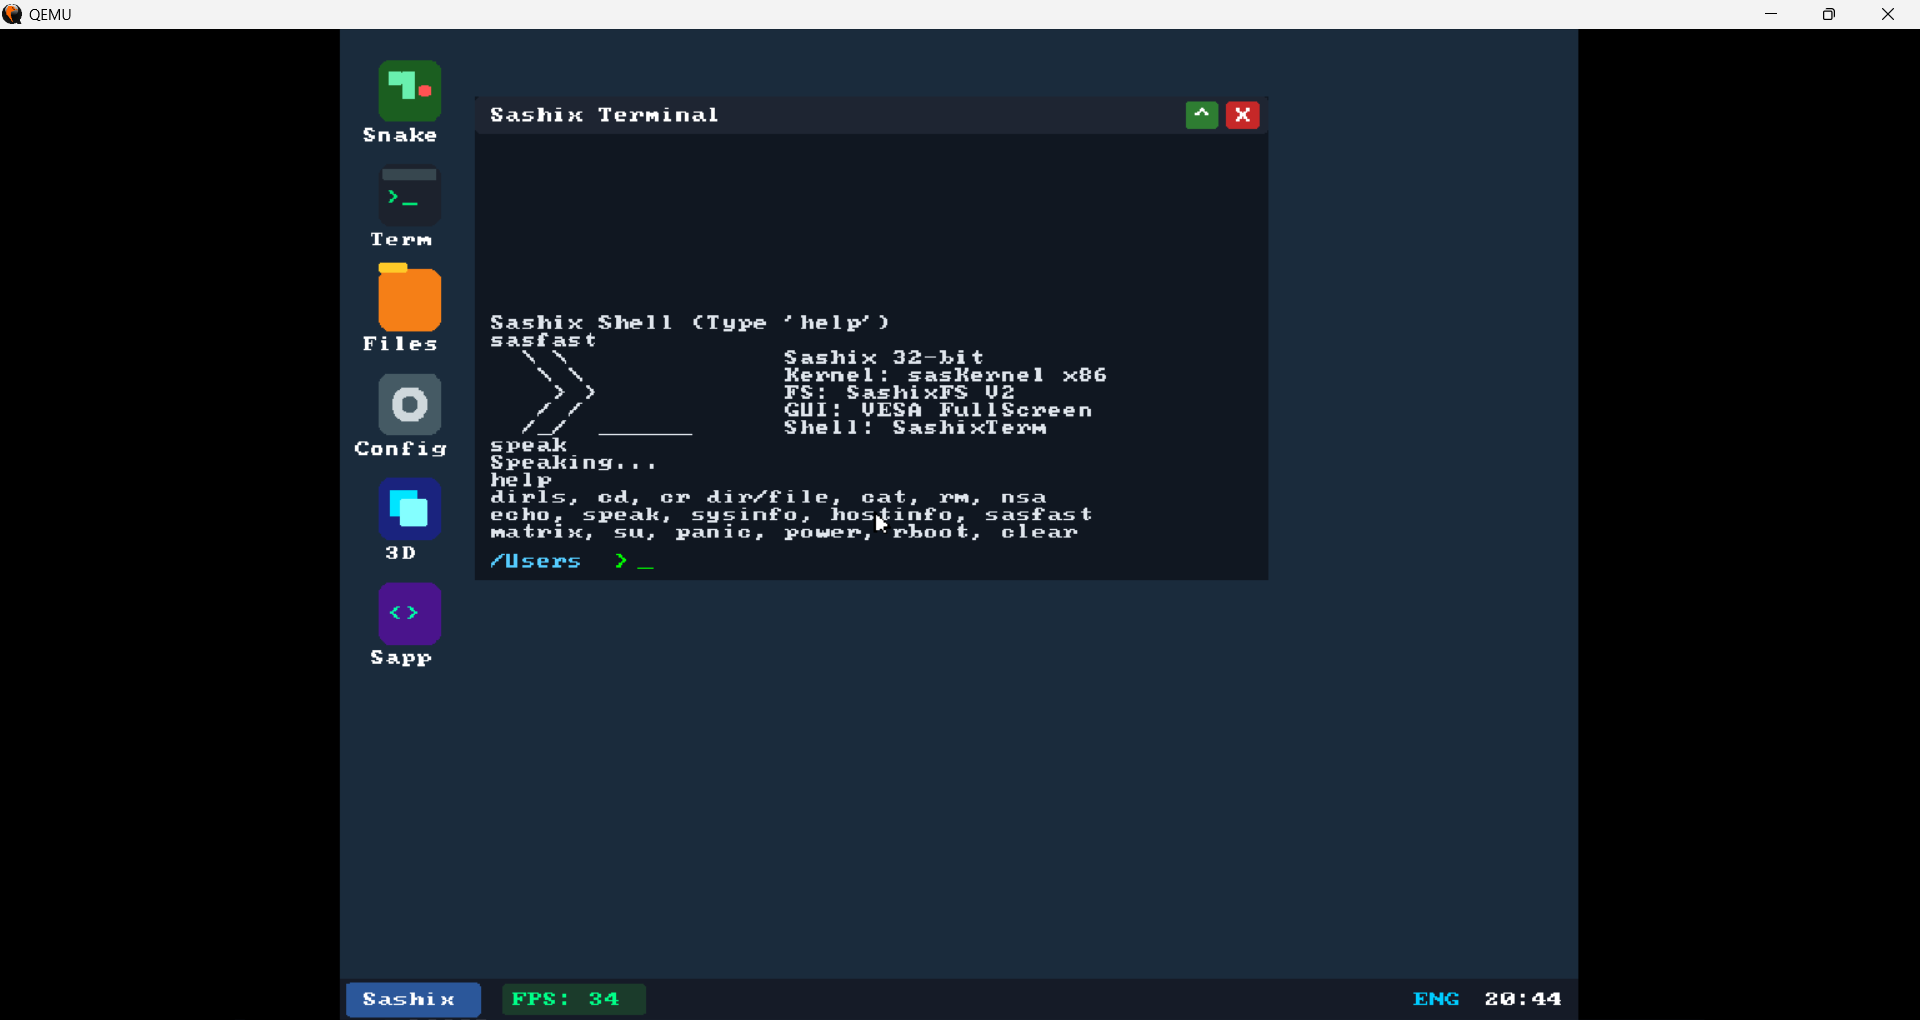 QEMU
Snake
Term
Files
Config
3D
Sapp
Sashix Terminal
^ X
Sashix Shell (Type 'help')
sasfast
Sashix 32-bit
Kernel: sasKernel x86
FS: SashixFS V2
GUI: VESA FullScreen
Shell: SashixTerm
speak
Speaking...
help
dirls, cd, cr dir/file, cat, rm, nsa
echo, speak, sysinfo, hostinfo, sasfast
matrix, su, panic, power, rboot, clear
/Users > _
Sashix FPS: 34 ENG 20:44